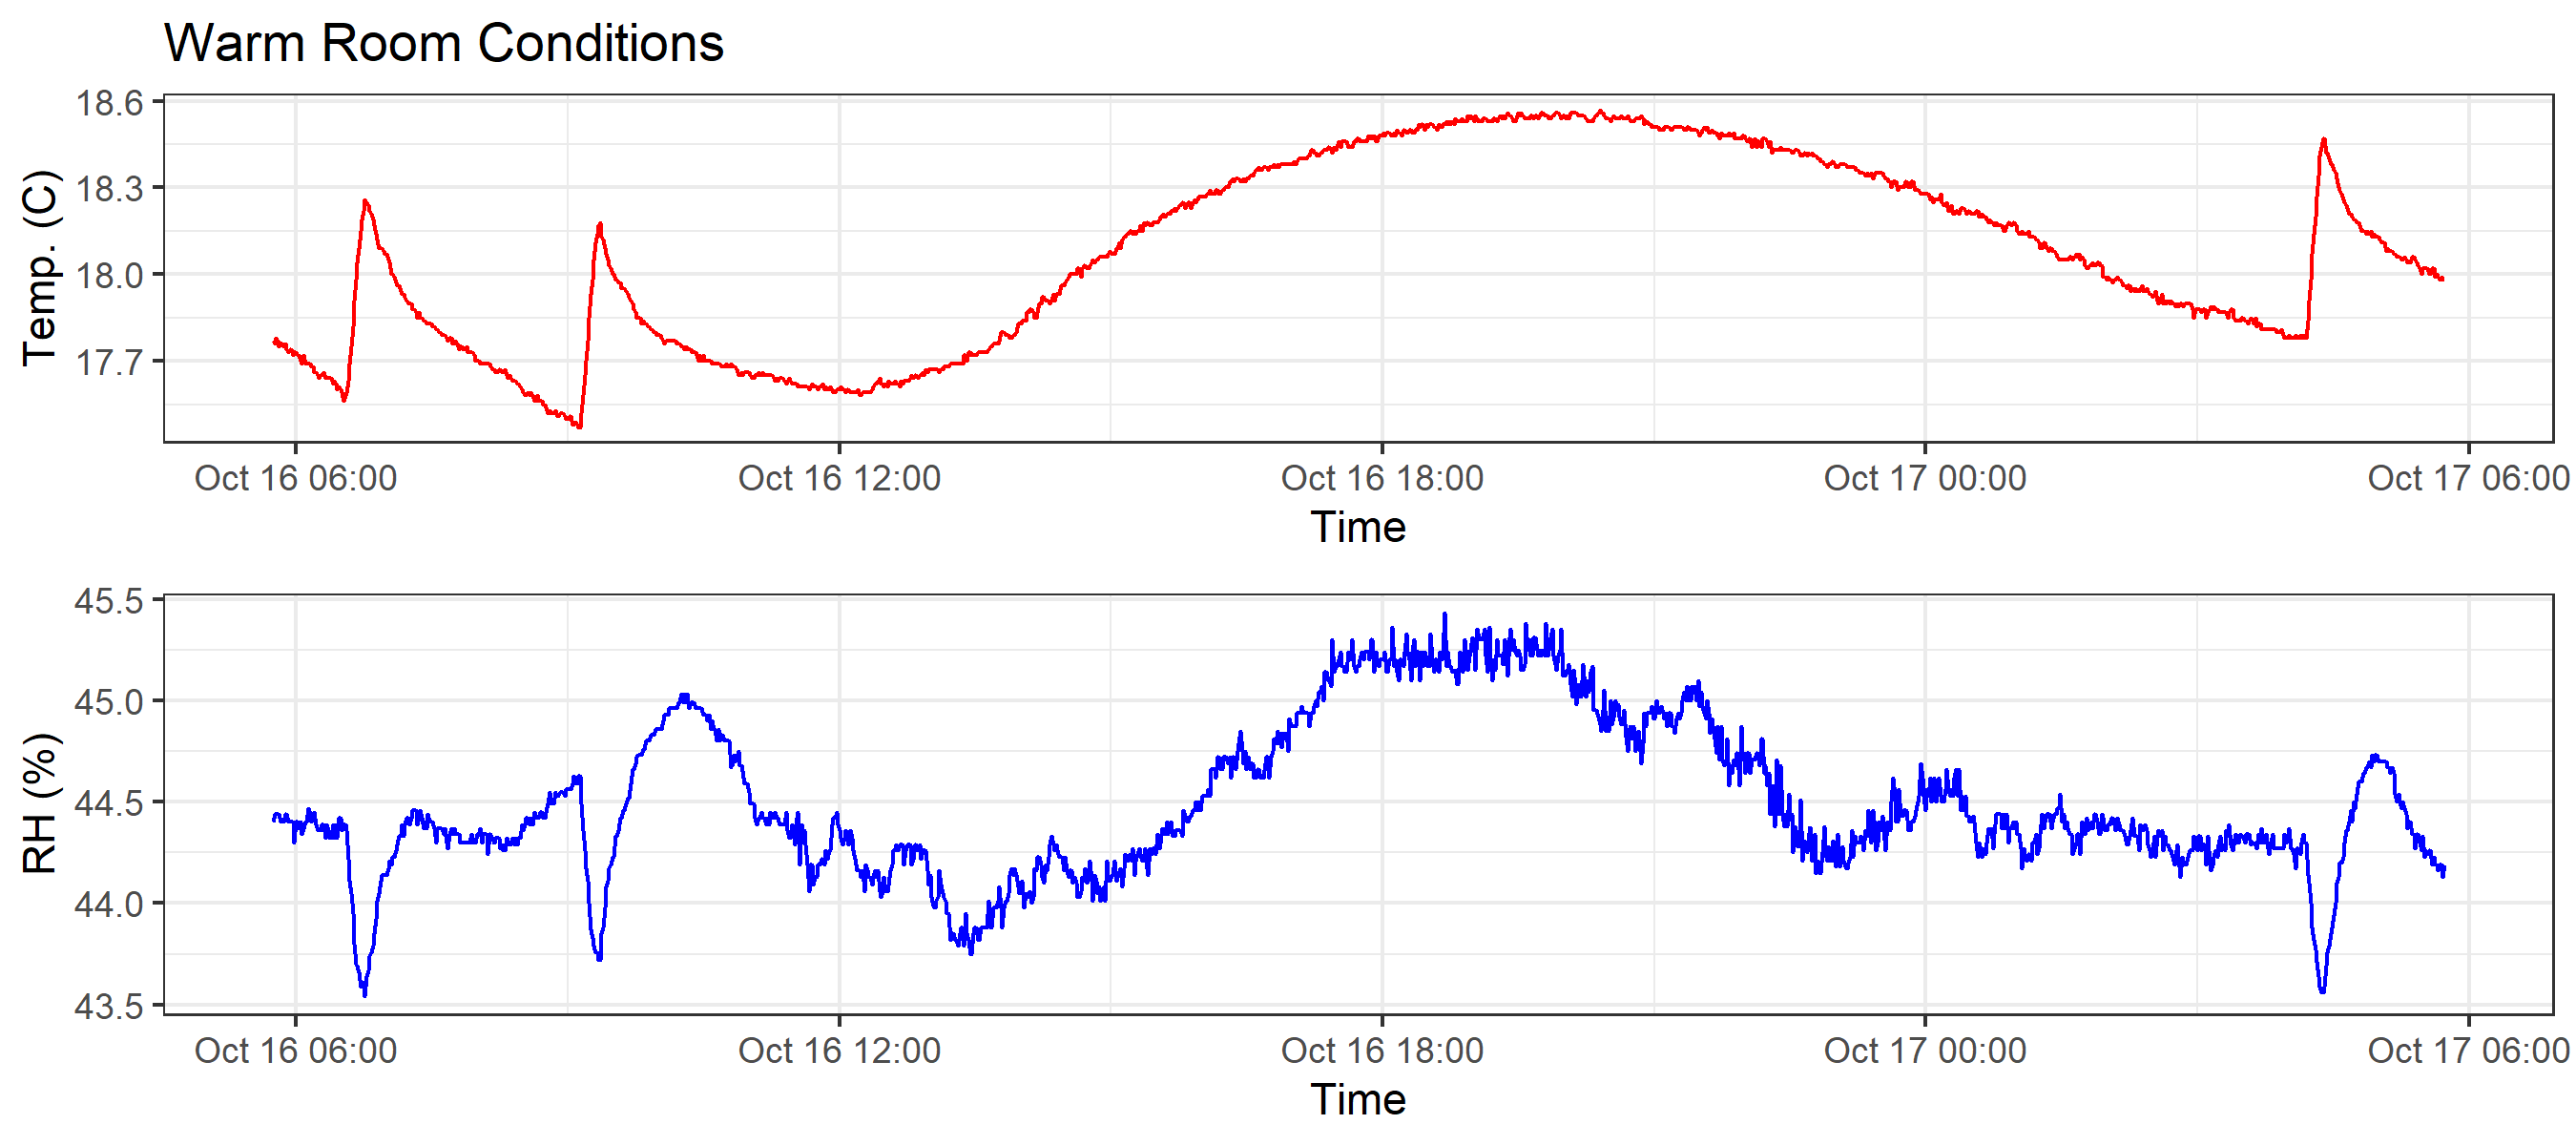 Warm Room Conditions
18.6
18.3
18.0
17.7
Temp. (C)
Oct 16 06:00 Oct 16 12:00 Oct 16 18:00 Oct 17 00:00 Oct 17 06:00
Time
45.5
45.0
44.5
44.0
43.5
RH (%)
Oct 16 06:00 Oct 16 12:00 Oct 16 18:00 Oct 17 00:00 Oct 17 06:00
Time